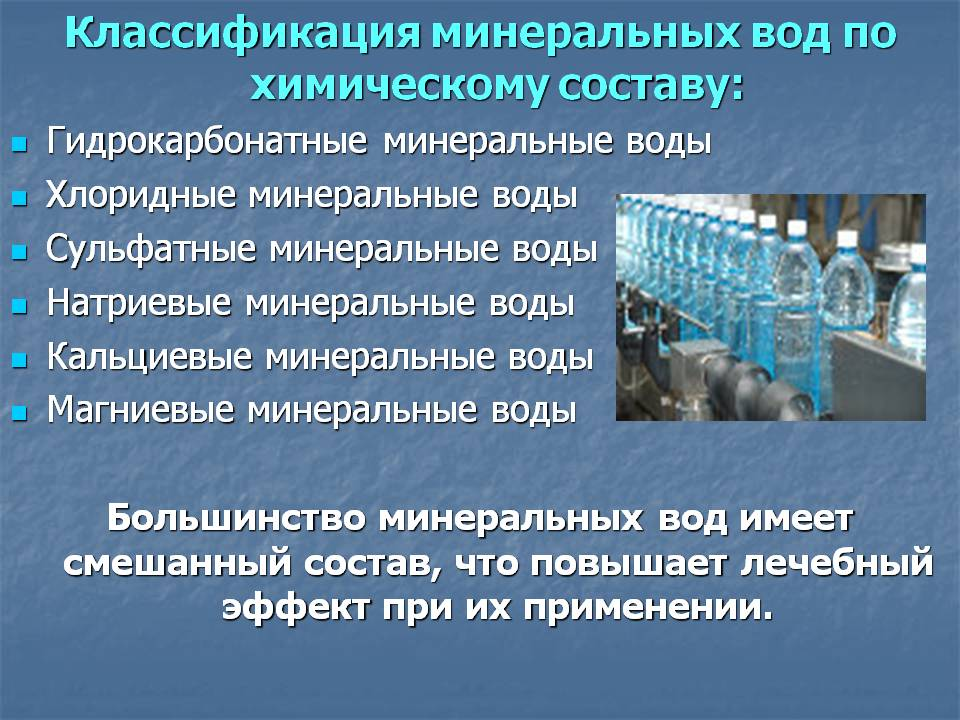 Классификация минеральных вод по
химическому составу:
Гидрокарбонатные минеральные воды
Хлоридные минеральные воды
Сульфатные минеральные воды
Натриевые минеральные воды
Кальциевые минеральные воды
Магниевые минеральные воды
Большинство минеральных вод имеет
смешанный состав, что повышает лечебный
эффект при их применении.